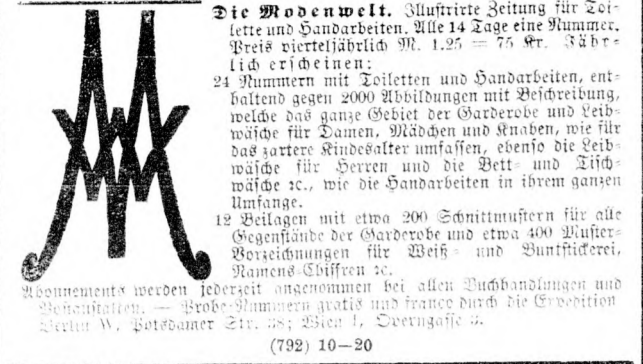 Die Modenwelt. Illustrirte Zeitung für Toi-
lette und Handarbeiten. Alle 14 Tage eine Nummer.
Preis vierteljährlich M. 1.25 = 75 Kr. Jähr-
lich erscheinen:
24 Nummern mit Toiletten und Handarbeiten, ent-
haltend gegen 2000 Abbildungen mit Beschreibung,
welche das ganze Gebiet der Garderobe und Leib-
wäsche für Damen, Mädchen und Knaben, wie für
das zartere Kindesalter umfassen, ebenso die Leib-
wäsche für Herren und die Bett- und Tisch-
wäsche ꝛc., wie die Handarbeiten in ihrem ganzen
Umfange.
12 Beilagen mit etwa 200 Schnittmustern für alle
Gegenstände der Garderobe und etwa 400 Muster-
Vorzeichnungen für Weiß- und Buntstickerei,
Namens-Chiffren ꝛc.
Abonnements werden jederzeit angenommen bei allen Buchhandlungen und
Postanstalten. — Probe-Nummern gratis und franco durch die Expedition
Berlin W, Potsdamer Str. 38; Wien I, Operngasse 3.
(792) 10—20